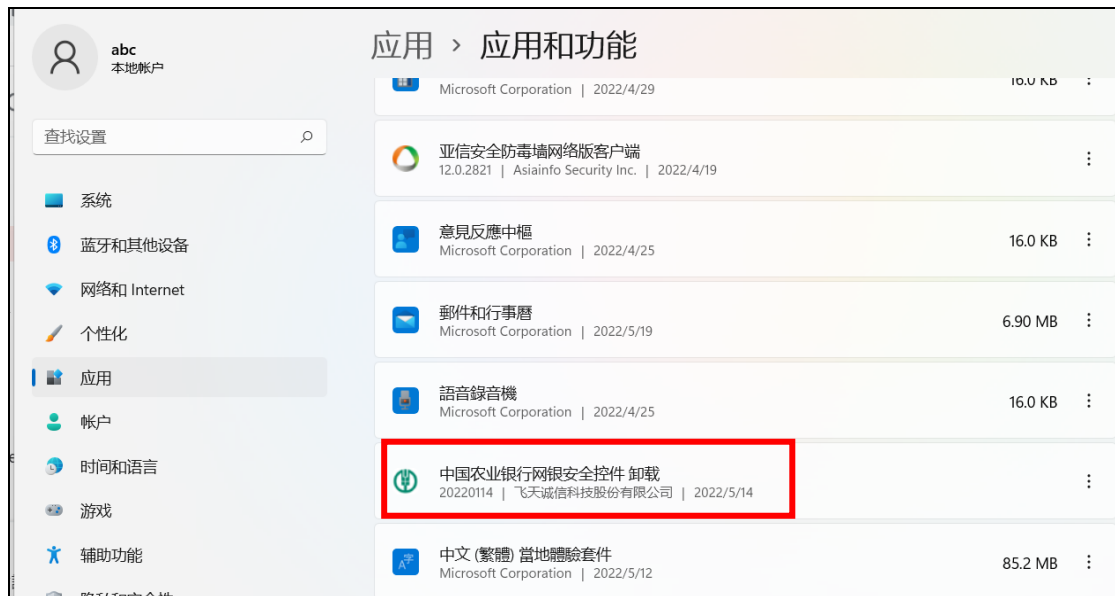 abc
本地帐户
查找设置
系统
蓝牙和其他设备
网络和 Internet
个性化
应用
帐户
时间和语言
游戏
辅助功能
隐私和安全性
应用 › 应用和功能
Microsoft Corporation | 2022/4/29
16.0 KB
亚信安全防毒墙网络版客户端
12.0.2821 | Asiainfo Security Inc. | 2022/4/19
意見反應中樞
Microsoft Corporation | 2022/4/25
16.0 KB
郵件和行事曆
Microsoft Corporation | 2022/5/19
6.90 MB
語音錄音機
Microsoft Corporation | 2022/4/25
16.0 KB
中国农业银行网银安全控件 卸载
20220114 | 飞天诚信科技股份有限公司 | 2022/5/14
中文 (繁體) 當地語言體驗套件
Microsoft Corporation | 2022/5/12
85.2 MB